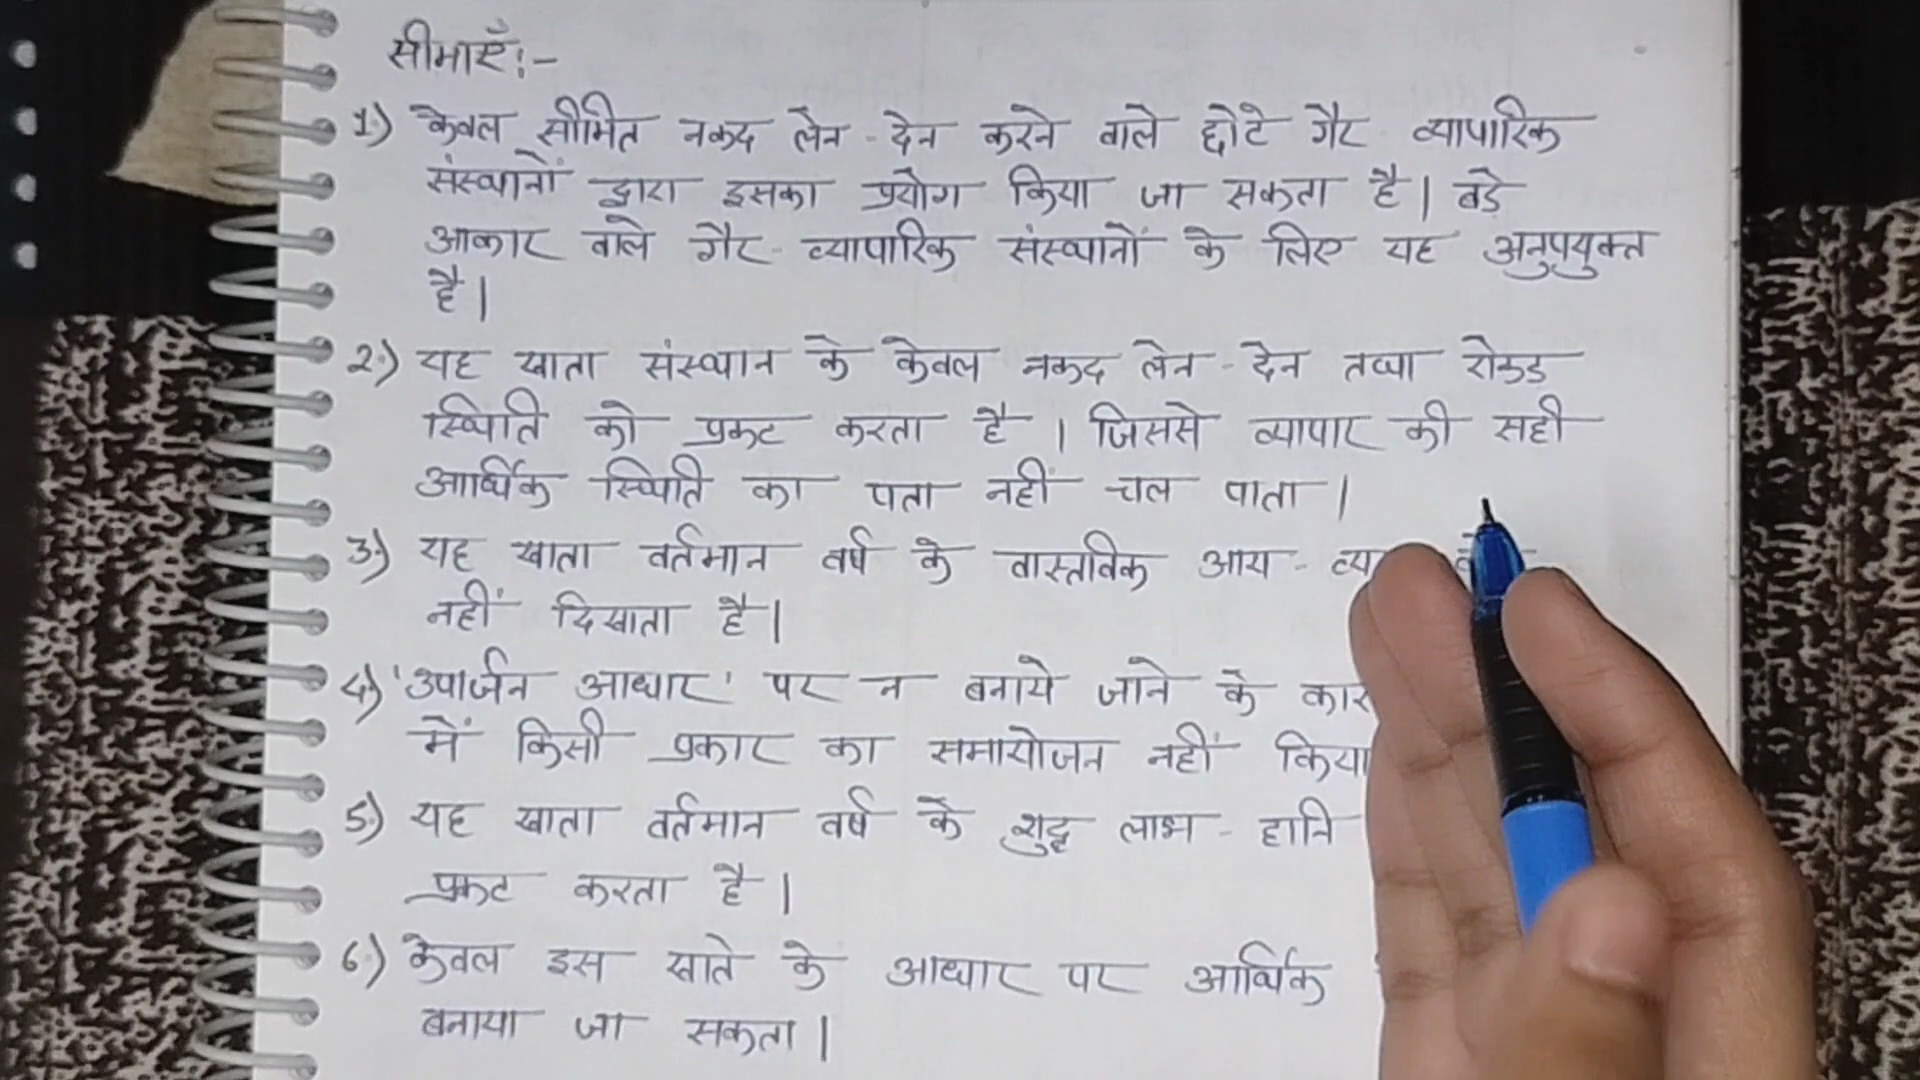 सीमाएँ:-
1.) केवल सीमित नकद लेन-देन करने वाले छोटे गैर व्यापारिक
संस्थानों द्वारा इसका प्रयोग किया जा सकता है। बड़े
आकार वाले गैर-व्यापारिक संस्थानों के लिए यह अनुपयुक्त
है।
2.) यह खाता संस्थान के केवल नकद लेन-देन तथा रोकड
स्थिति को प्रकट करता है। जिससे व्यापार की सही
आर्थिक स्थिति का पता नहीं चल पाता।
3.) यह खाता वर्तमान वर्ष के वास्तविक आय-
नहीं दिखाता है।
4.) 'उपार्जन आधार' पर न बनाये जाने के
में किसी प्रकार का समायोजन नहीं किया
5.) यह खाता वर्तमान वर्ष के शुद्ध लाभ-हानि
प्रकट करता है।
6.) केवल इस खाते के आधार पर आर्थिक
बनाया जा सकता।